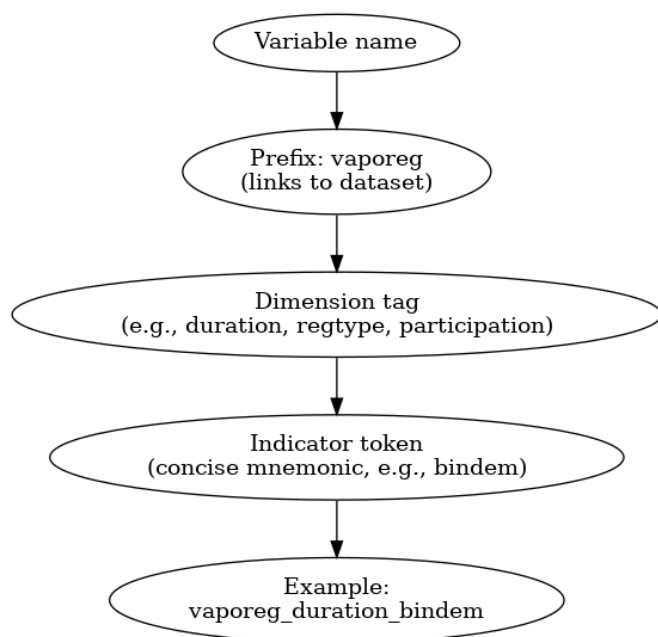 Variable name
Prefix: vaporeg
(links to dataset)
Dimension tag
(e.g., duration, regtype, participation)
Indicator token
(concise mnemonic, e.g., bindem)
Example:
vaporeg_duration_bindem